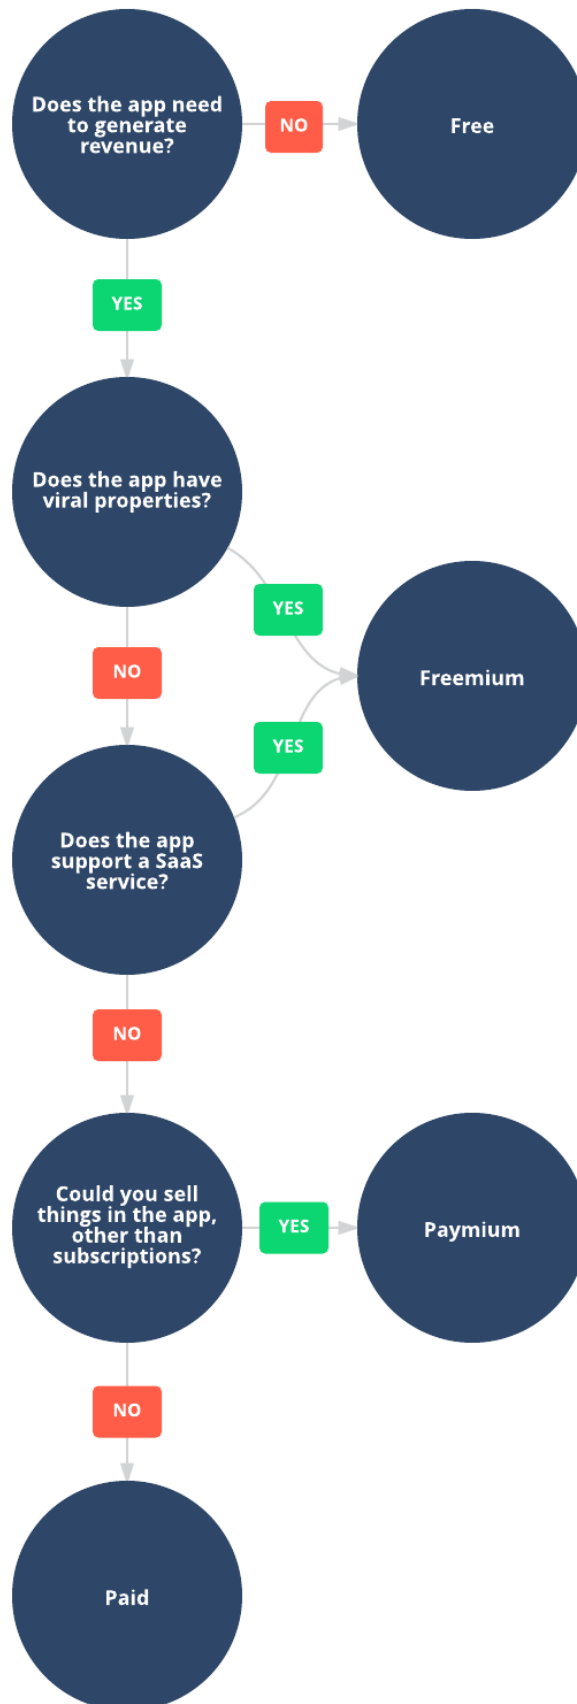 Does the app need
to generate
revenue?
NO
Free
YES
Does the app have
viral properties?
YES
Freemium
NO
YES
Does the app
support a SaaS
service?
NO
Could you sell
things in the app,
other than
subscriptions?
YES
Paymium
NO
Paid